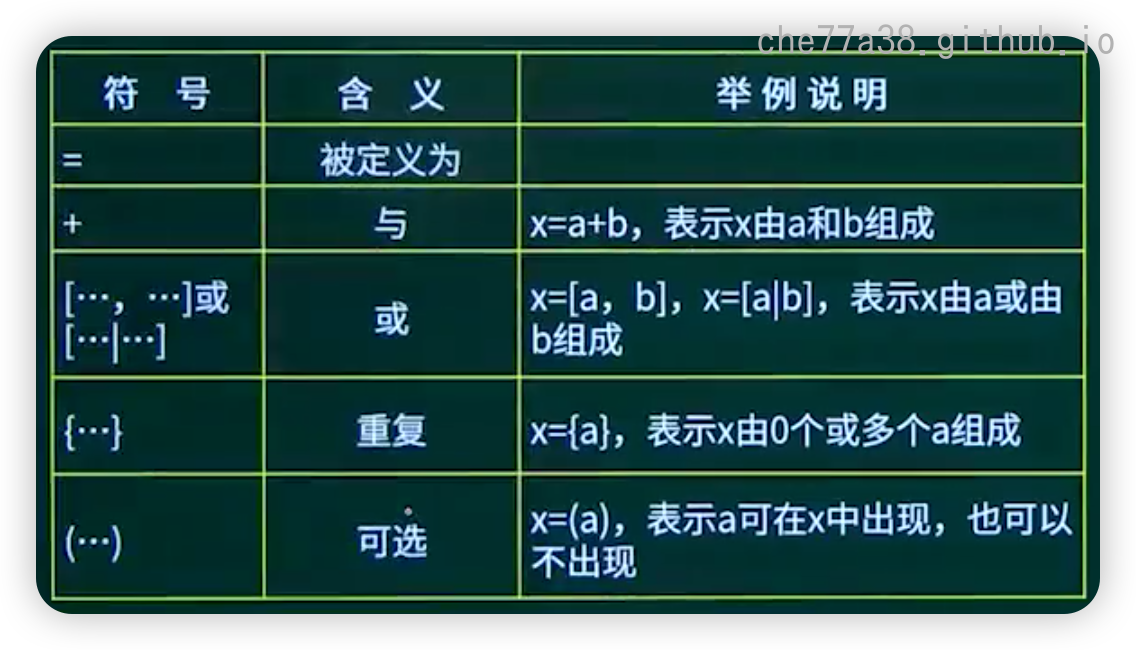 che77a38.github.io
符 号 含 义 举例说明
= 被定义为
+ 与 x=a+b，表示x由a和b组成
[…，…]或
[…|…]
或
x=[a，b]，x=[a|b]，表示x由a或由
b组成
{…} 重复 x={a}，表示x由0个或多个a组成
(…) 可选
x=(a)，表示a可在x中出现，也可以
不出现